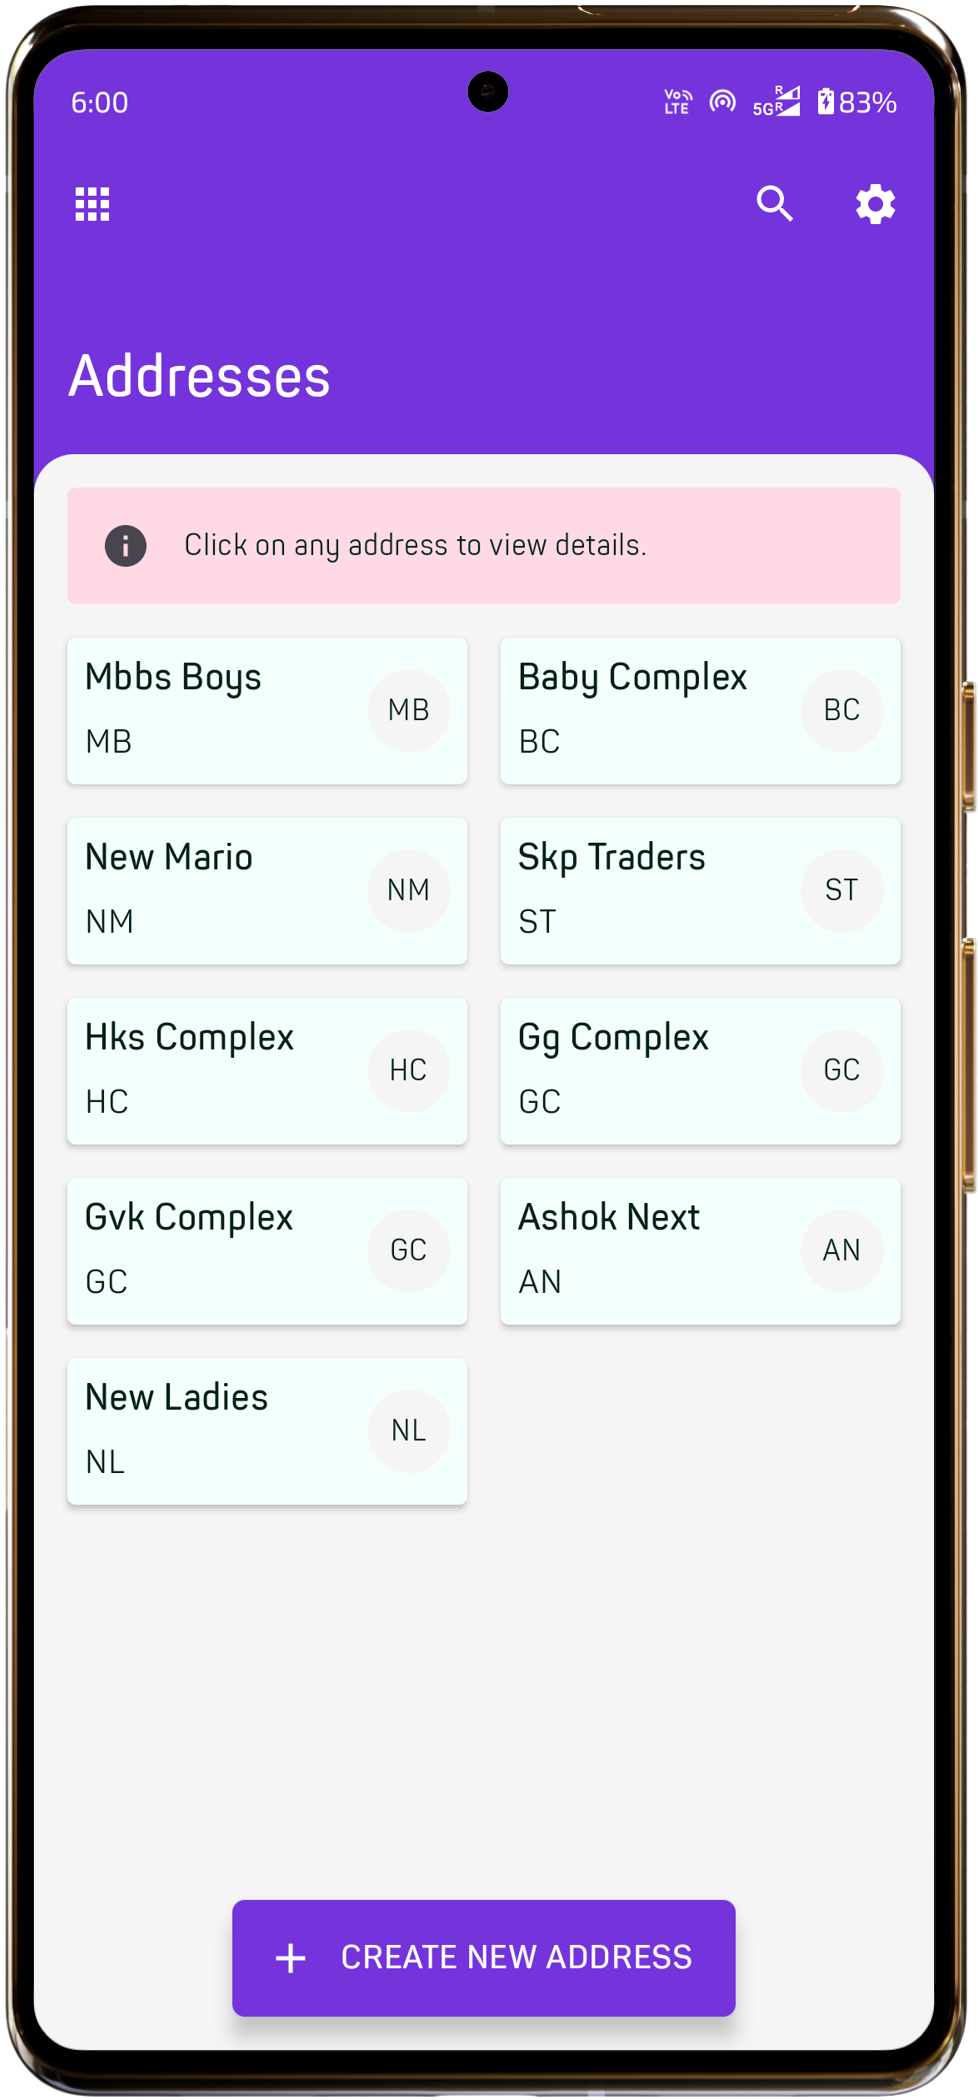 6:00
Vo LTE 5G R R 83%
Addresses
Click on any address to view details.
Mbbs Boys
MB
MB
Baby Complex
BC
BC
New Mario
NM
NM
Skp Traders
ST
ST
Hks Complex
HC
HC
Gg Complex
GC
GC
Gvk Complex
GC
GC
Ashok Next
AN
AN
New Ladies
NL
NL
+ CREATE NEW ADDRESS